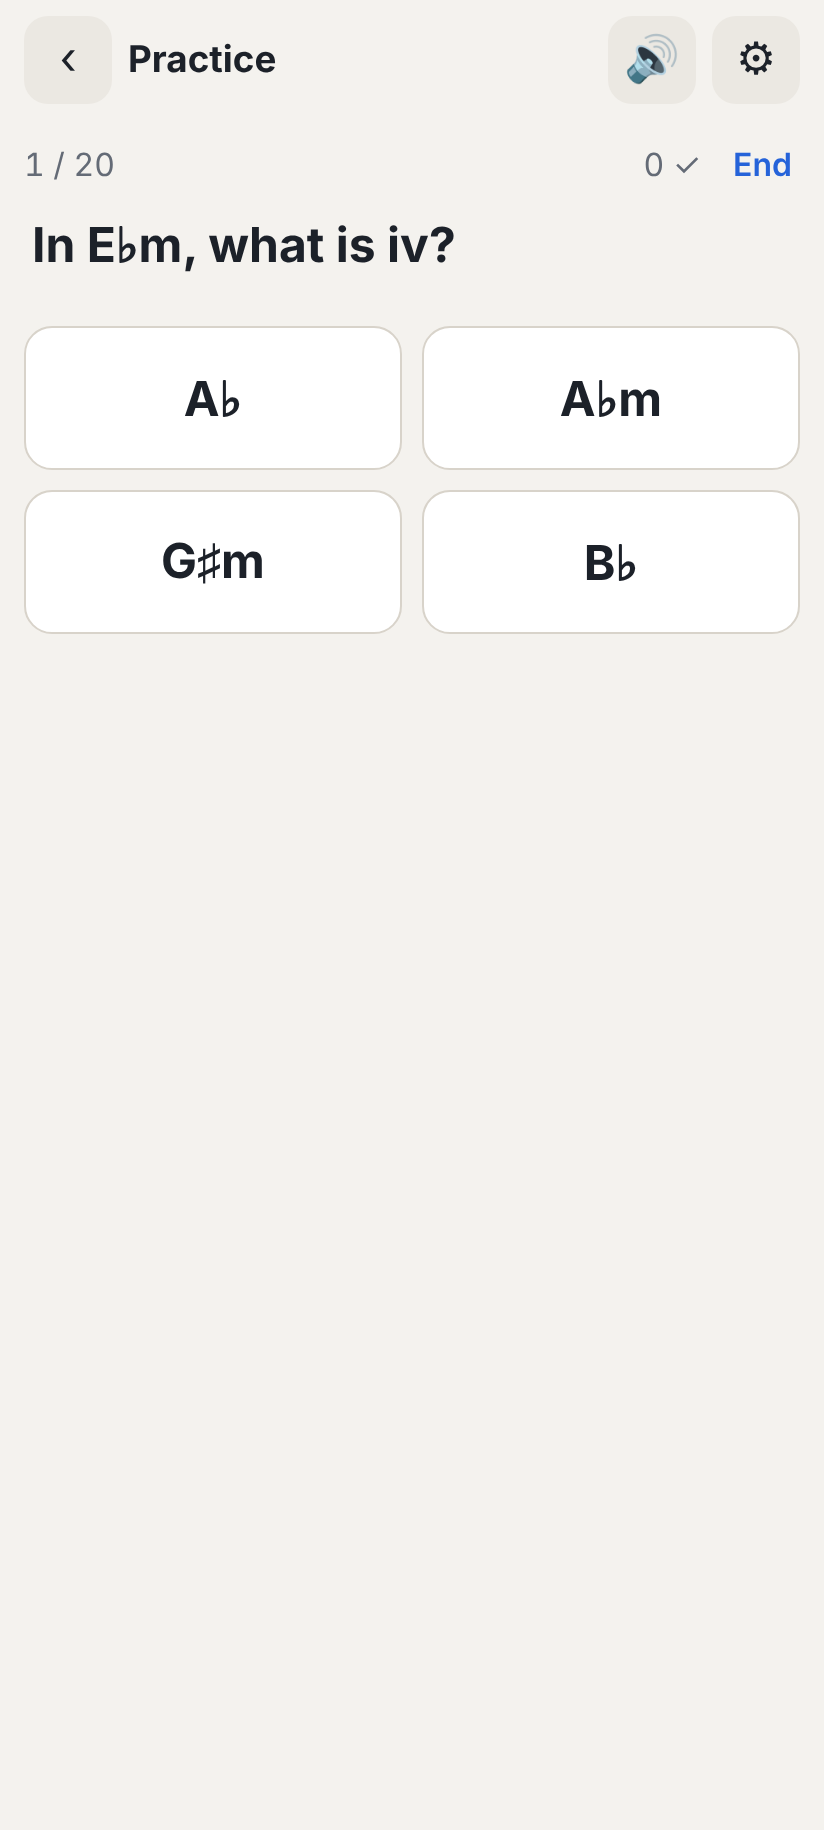 ‹ Practice 🔊 ⚙
1 / 20 0 ✓ End
In E♭m, what is iv?
A♭ A♭m
G♯m B♭